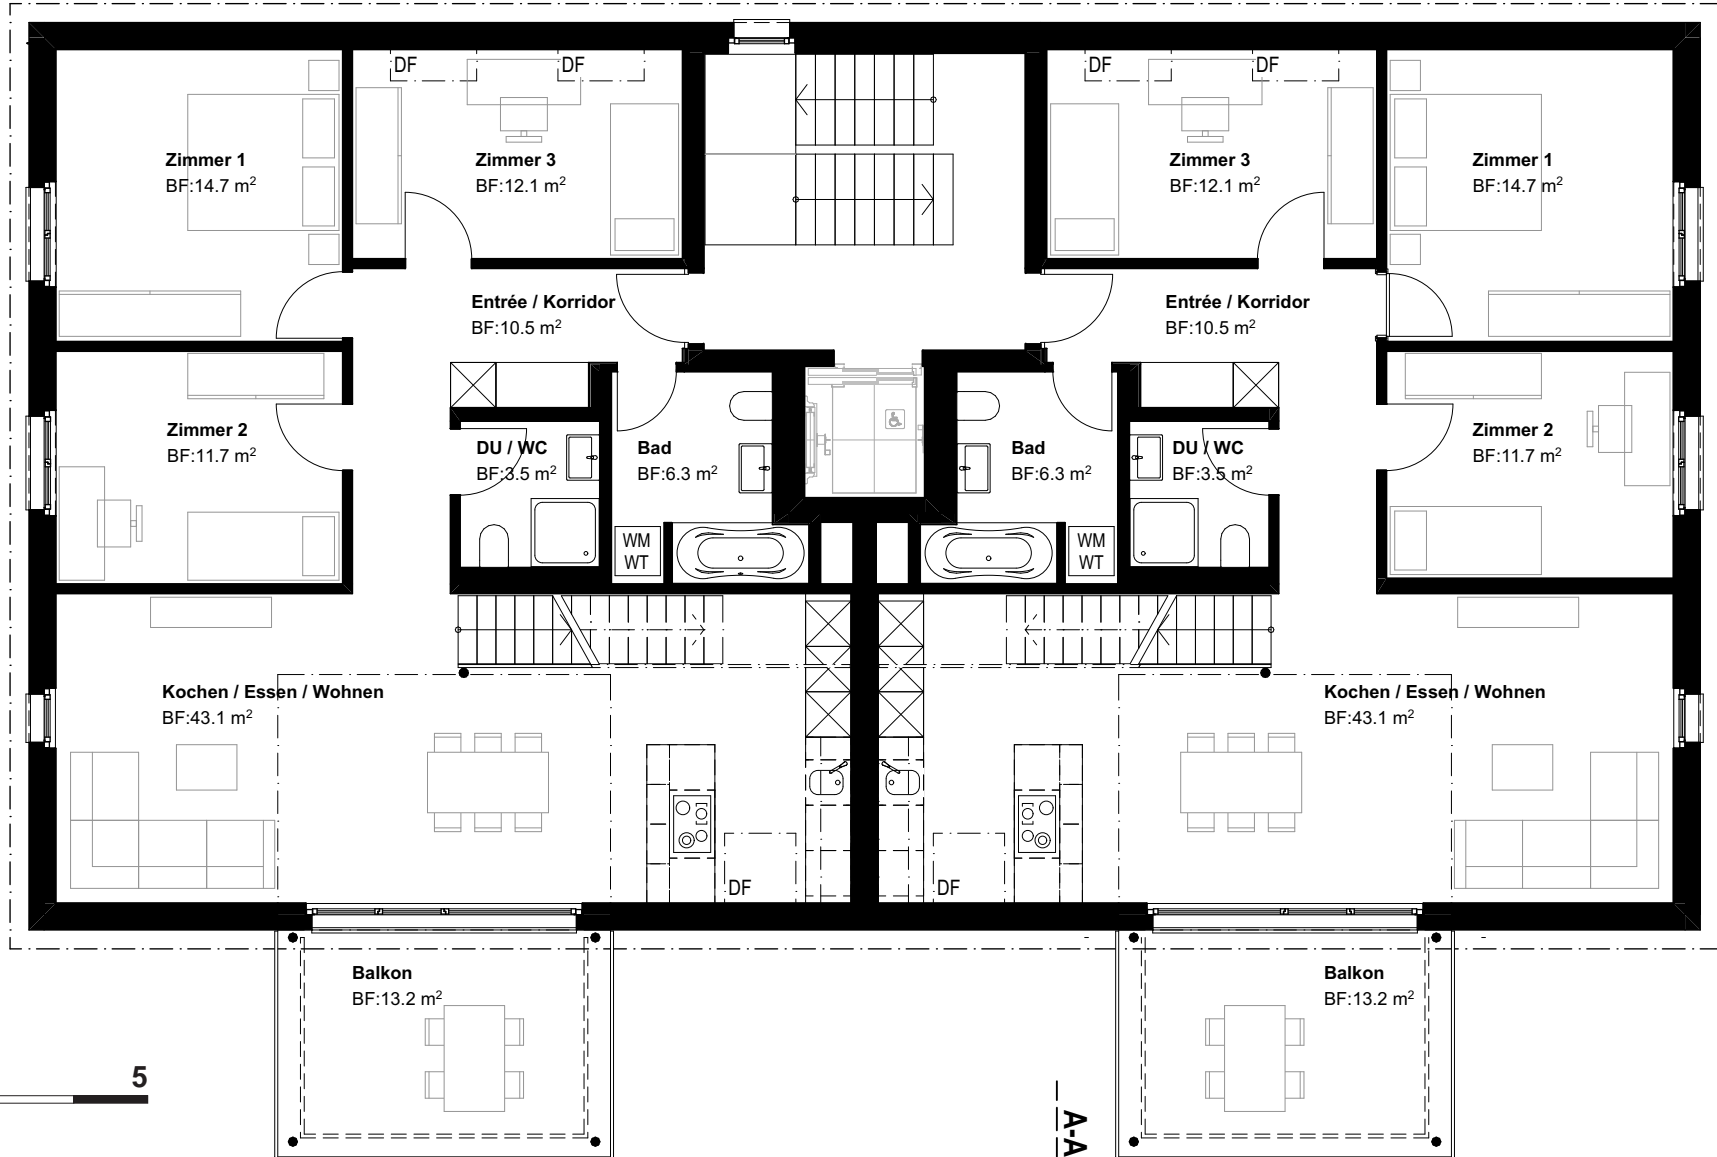 DF
DF
DF
DF
Zimmer 1
BF:14.7 m²
Zimmer 3
BF:12.1 m²
Zimmer 3
BF:12.1 m²
Zimmer 1
BF:14.7 m²
Entrée / Korridor
BF:10.5 m²
Entrée / Korridor
BF:10.5 m²
Zimmer 2
BF:11.7 m²
DU / WC
BF:3.5 m²
Bad
BF:6.3 m²
Bad
BF:6.3 m²
DU / WC
BF:3.5 m²
Zimmer 2
BF:11.7 m²
WM
WT
WM
WT
Kochen / Essen / Wohnen
BF:43.1 m²
Kochen / Essen / Wohnen
BF:43.1 m²
DF
DF
Balkon
BF:13.2 m²
Balkon
BF:13.2 m²
5
A-A